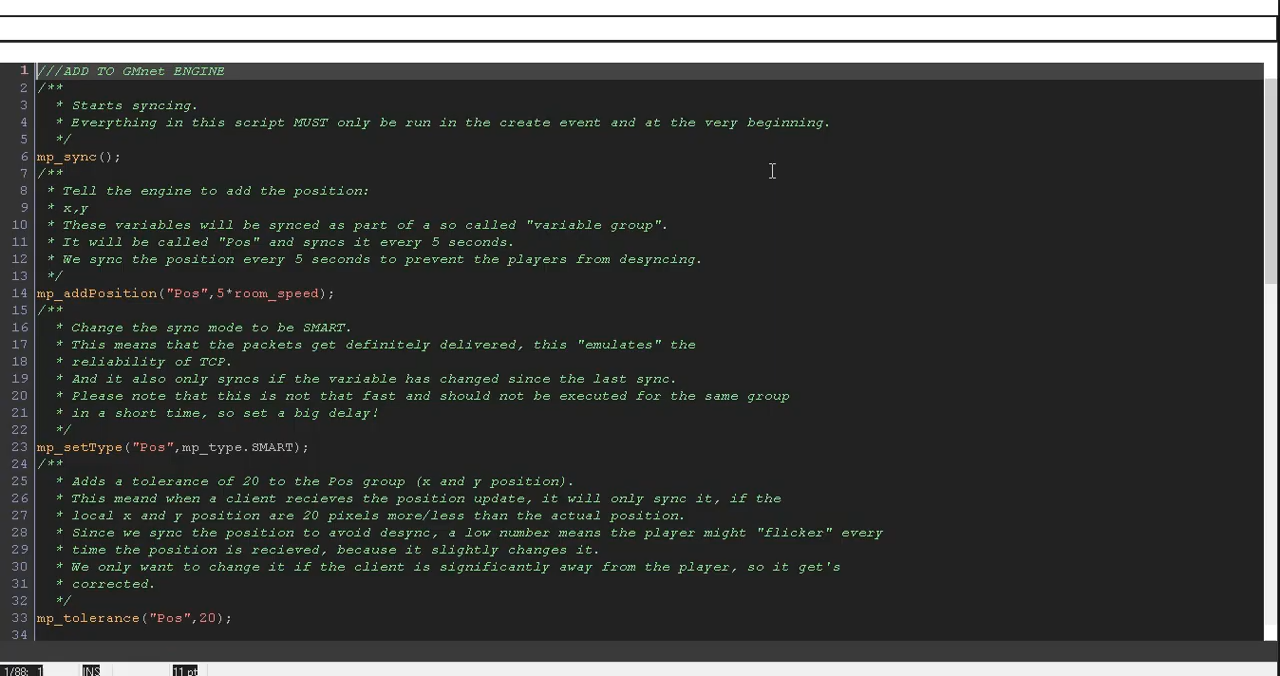 1 ///ADD TO GMnet ENGINE
2 /**
3 * Starts syncing.
4 * Everything in this script MUST only be run in the create event and at the very beginning.
5 */
6 mp_sync();
7 /**
8 * Tell the engine to add the position:
9 * x,y
10 * These variables will be synced as part of a so called "variable group".
11 * It will be called "Pos" and syncs it every 5 seconds.
12 * We sync the position every 5 seconds to prevent the players from desyncing.
13 */
14 mp_addPosition("Pos",5*room_speed);
15 /**
16 * Change the sync mode to be SMART.
17 * This means that the packets get definitely delivered, this "emulates" the
18 * reliability of TCP.
19 * And it also only syncs if the variable has changed since the last sync.
20 * Please note that this is not that fast and should not be executed for the same group
21 * in a short time, so set a big delay!
22 */
23 mp_setType("Pos",mp_type.SMART);
24 /**
25 * Adds a tolerance of 20 to the Pos group (x and y position).
26 * This meand when a client recieves the position update, it will only sync it, if the
27 * local x and y position are 20 pixels more/less than the actual position.
28 * Since we sync the position to avoid desync, a low number means the player might "flicker" every
29 * time the position is recieved, because it slightly changes it.
30 * We only want to change it if the client is significantly away from the player, so it get's
31 * corrected.
32 */
33 mp_tolerance("Pos",20);
34
1/88: 1 INS 11 pt